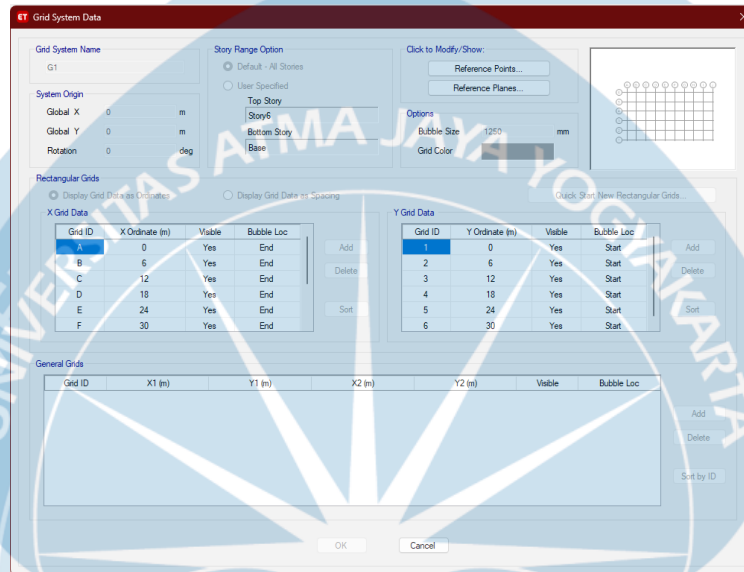 ET Grid System Data
Grid System Name
G1
System Origin
Global X 0 m
Global Y 0 m
Rotation 0 deg
Story Range Option
Default - All Stories
User Specified
Top Story
Story6
Bottom Story
Base
Click to Modify/Show:
Reference Points...
Reference Planes...
Options
Bubble Size 1250 mm
Grid Color
Rectangular Grids
Display Grid Data as Ordinates Display Grid Data as Spacing Quick Start New Rectangular Grids...
X Grid Data
Grid ID X Ordinate (m) Visible Bubble Loc
A 0 Yes End
B 6 Yes End
C 12 Yes End
D 18 Yes End
E 24 Yes End
F 30 Yes End
Add
Delete
Sort
Y Grid Data
Grid ID Y Ordinate (m) Visible Bubble Loc
1 0 Yes Start
2 6 Yes Start
3 12 Yes Start
4 18 Yes Start
5 24 Yes Start
6 30 Yes Start
Add
Delete
Sort
General Grids
Grid ID X1 (m) Y1 (m) X2 (m) Y2 (m) Visible Bubble Loc
Add
Delete
Sort by ID
OK Cancel
UNIVERSITAS ATMA JAYA YOGYAKARTA